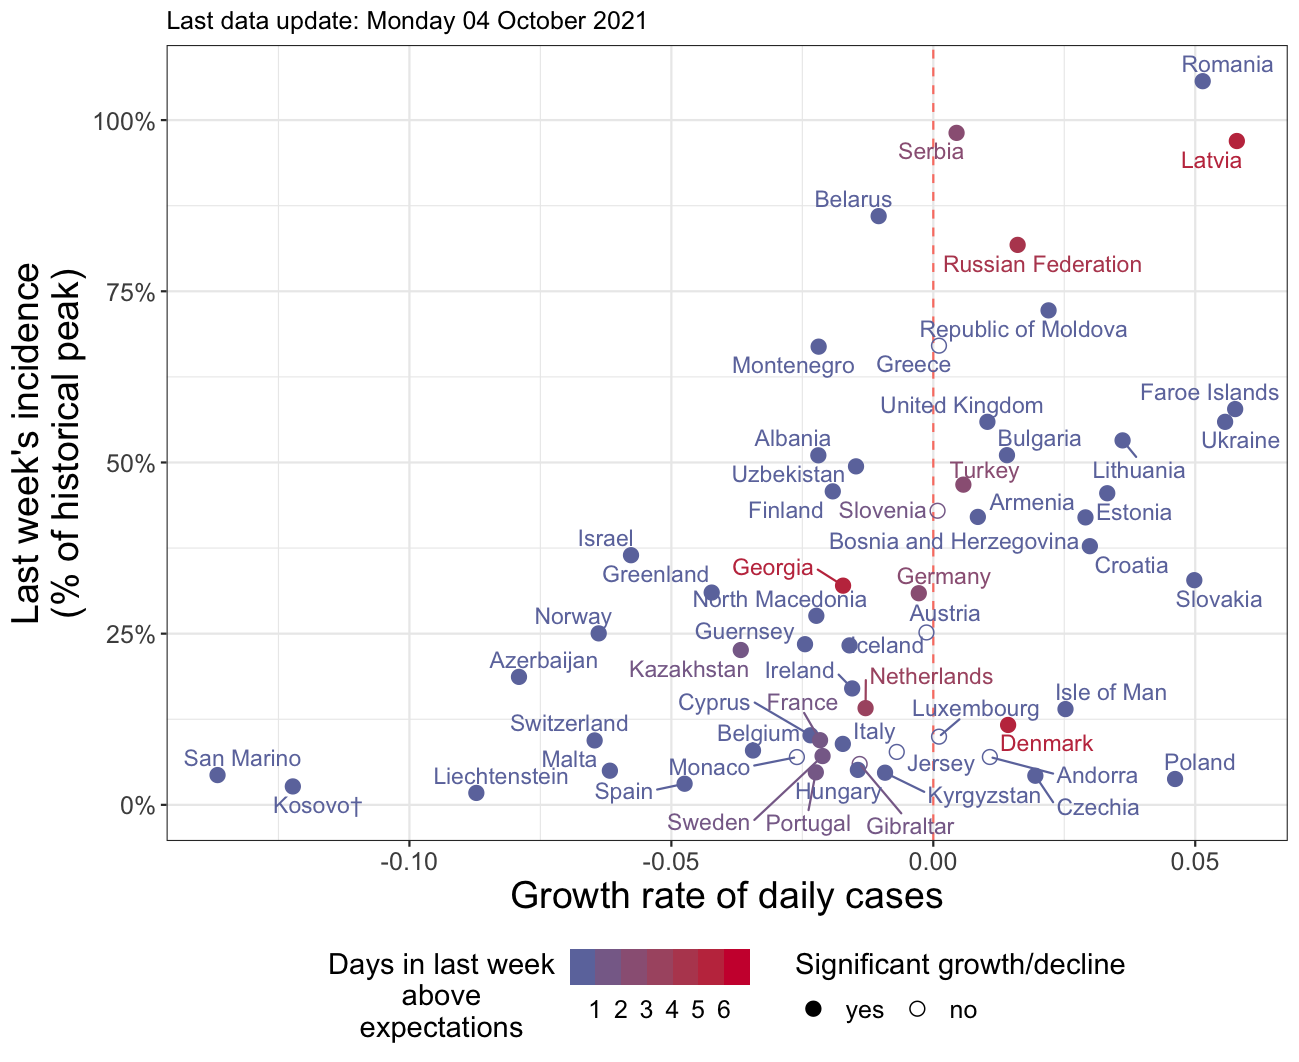 Last data update: Monday 04 October 2021
Last week's incidence
(% of historical peak)
100%
75%
50%
25%
0%
Romania
Serbia
Latvia
Belarus
Russian Federation
Republic of Moldova
Montenegro
Greece
Faroe Islands
United Kingdom
Albania
Bulgaria
Ukraine
Uzbekistan
Turkey
Lithuania
Finland
Slovenia
Armenia
Estonia
Israel
Bosnia and Herzegovina
Croatia
Greenland
Georgia
Germany
North Macedonia
Slovakia
Norway
Austria
Guernsey
Iceland
Azerbaijan
Kazakhstan
Ireland
Netherlands
Isle of Man
Cyprus
France
Luxembourg
Switzerland
Belgium
Italy
Denmark
San Marino
Malta
Monaco
Jersey
Poland
Liechtenstein
Andorra
Spain
Hungary
Kyrgyzstan
Kosovo†
Czechia
Sweden
Portugal
Gibraltar
-0.10
-0.05
0.00
0.05
Growth rate of daily cases
Days in last week
above
expectations
1 2 3 4 5 6
Significant growth/decline
yes
no